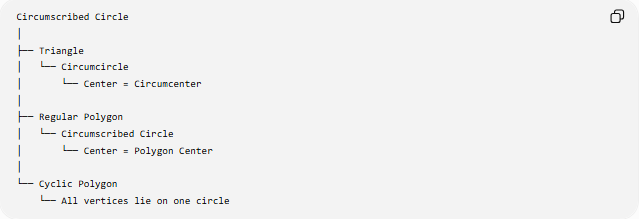 Circumscribed Circle
│
├── Triangle
│   └── Circumcircle
│       └── Center = Circumcenter
│
├── Regular Polygon
│   └── Circumscribed Circle
│       └── Center = Polygon Center
│
└── Cyclic Polygon
    └── All vertices lie on one circle